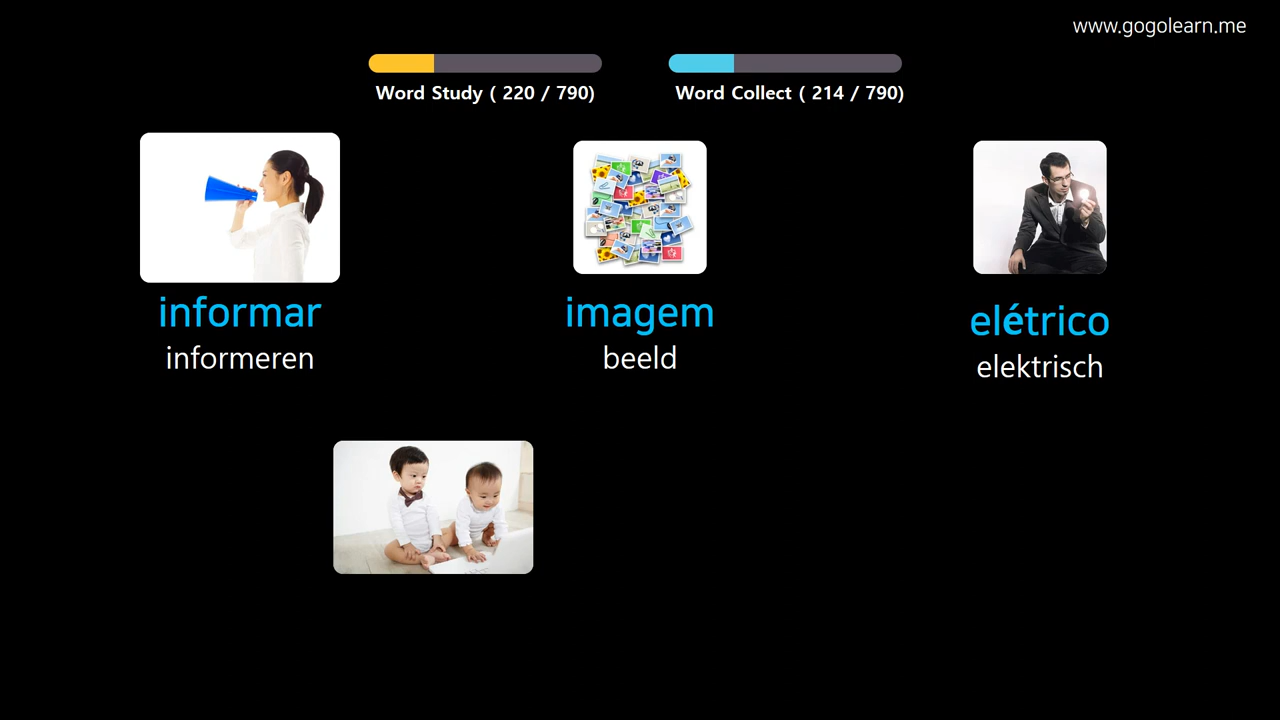 www.gogolearn.me
Word Study ( 220 / 790)
Word Collect ( 214 / 790)
informar
informeren
imagem
beeld
elétrico
elektrisch